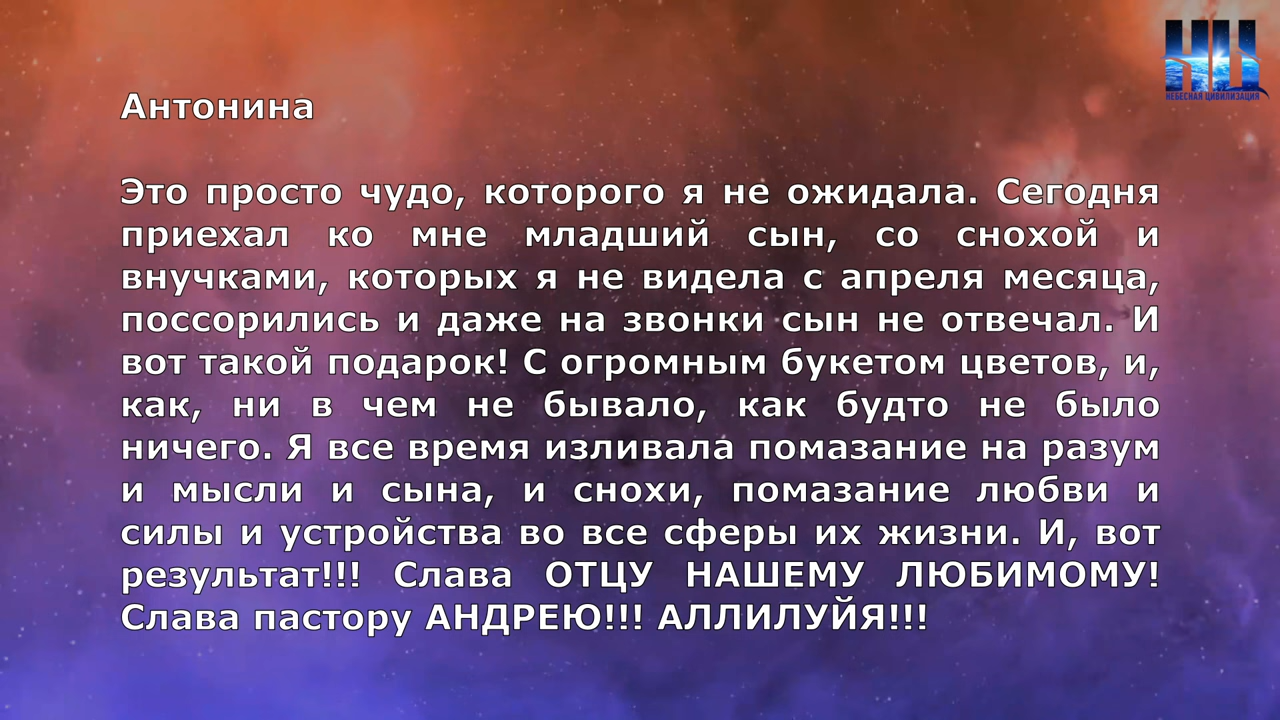 НЦ
НЕБЕСНАЯ ЦИВИЛИЗАЦИЯ
Антонина
Это просто чудо, которого я не ожидала. Сегодня
приехал ко мне младший сын, со снохой и
внучками, которых я не видела с апреля месяца,
поссорились и даже на звонки сын не отвечал. И
вот такой подарок! С огромным букетом цветов, и,
как, ни в чем не бывало, как будто не было
ничего. Я все время изливала помазание на разум
и мысли и сына, и снохи, помазание любви и
силы и устройства во все сферы их жизни. И, вот
результат!!! Слава ОТЦУ НАШЕМУ ЛЮБИМОМУ!
Слава пастору АНДРЕЮ!!! АЛЛИЛУЙЯ!!!